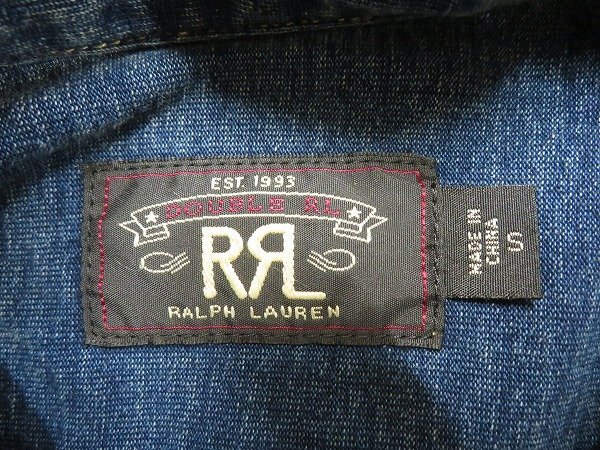 EST. 1993
DOUBLE RL
RRL
RALPH LAUREN
MADE IN
CHINA
S